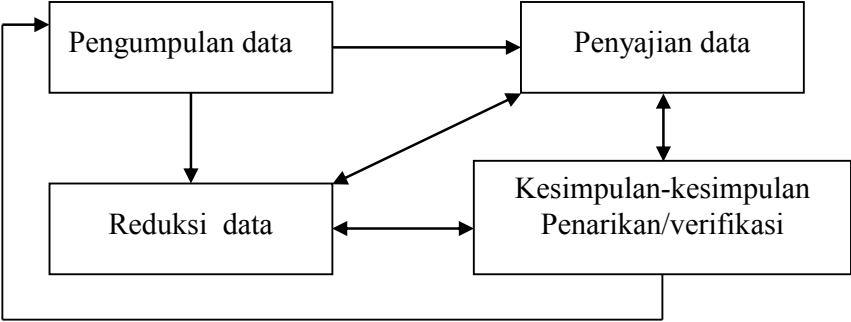 Pengumpulan data
Penyajian data
Reduksi data
Kesimpulan-kesimpulan
Penarikan/verifikasi